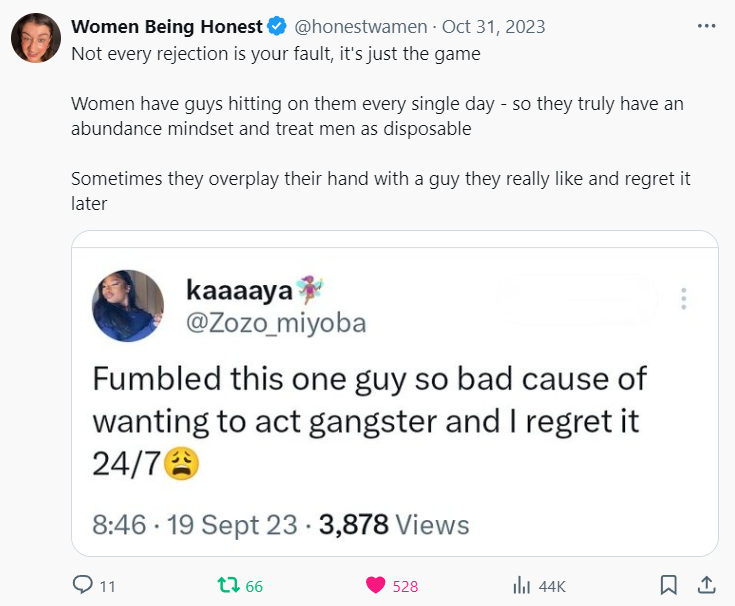 Women Being Honest @honestwamen · Oct 31, 2023
Not every rejection is your fault, it's just the game
Women have guys hitting on them every single day - so they truly have an
abundance mindset and treat men as disposable
Sometimes they overplay their hand with a guy they really like and regret it
later
kaaaaya🧚🏽‍♀️
@Zozo_miyoba
Fumbled this one guy so bad cause of
wanting to act gangster and I regret it
24/7😩
8:46 · 19 Sept 23 · 3,878 Views
11 66 528 44K